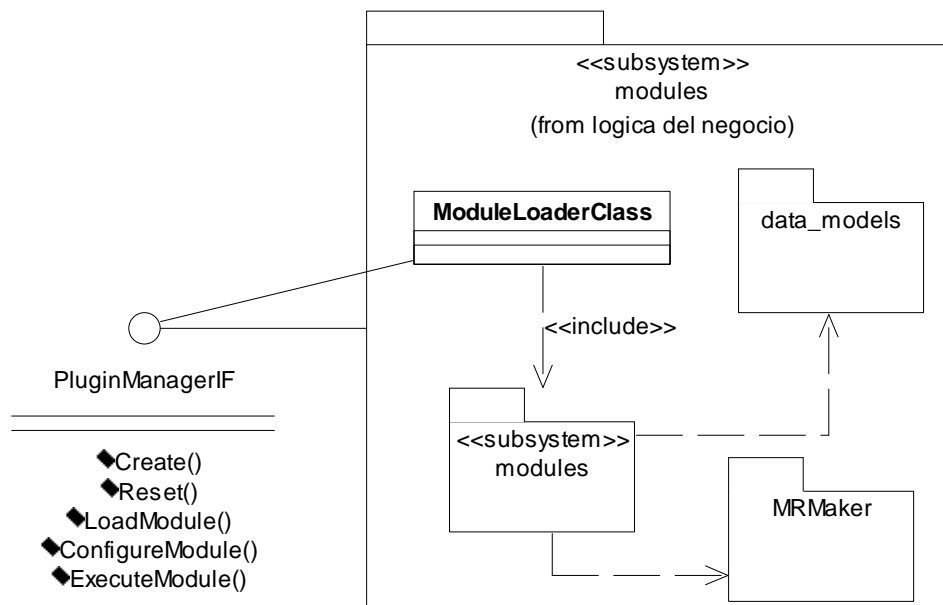 <<subsystem>>
modules
(from logica del negocio)
ModuleLoaderClass
data_models
<<include>>
PluginManagerIF
<<subsystem>>
modules
MRMaker
Create()
Reset()
LoadModule()
ConfigureModule()
ExecuteModule()